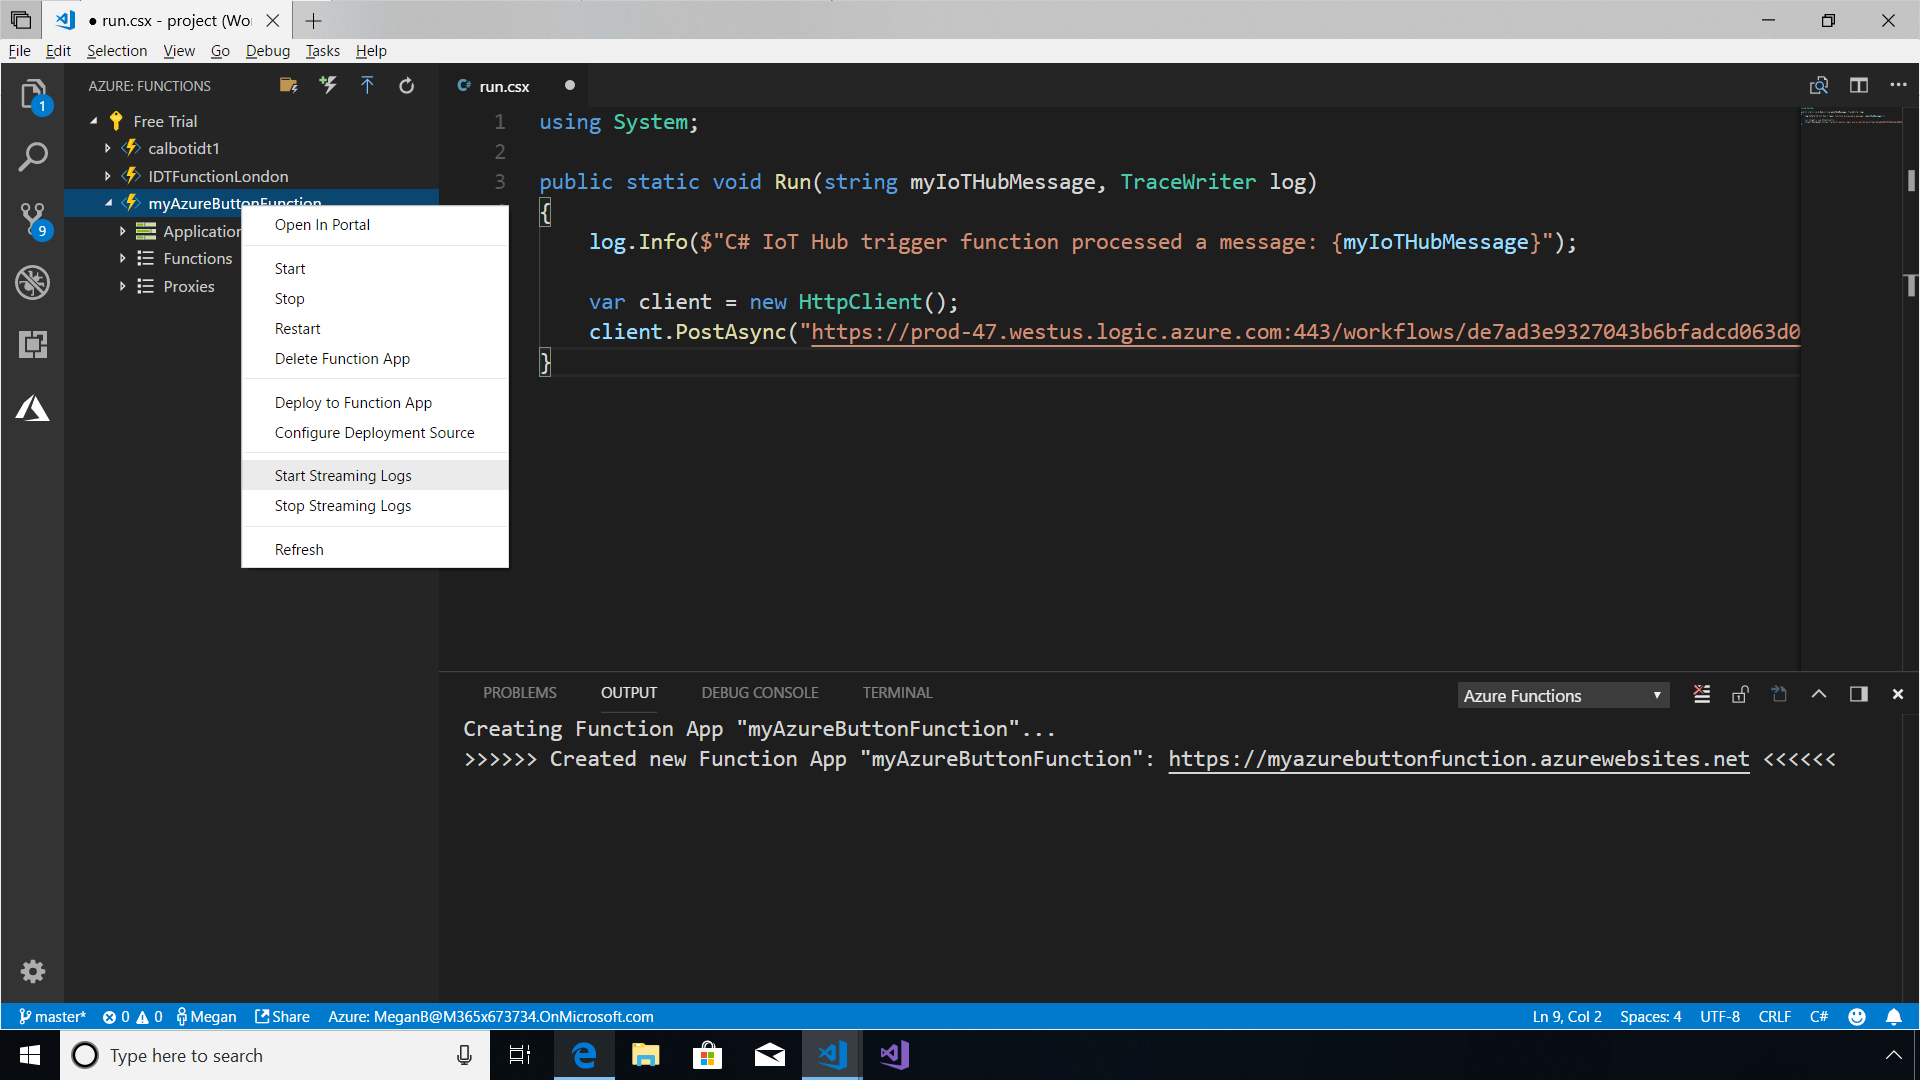 ● run.csx - project (Wo
File Edit Selection View Go Debug Tasks Help
AZURE: FUNCTIONS
Free Trial
calbotidt1
IDTFunctionLondon
myAzureButtonFunction
Application
Functions
Proxies
1
9
Open In Portal
Start
Stop
Restart
Delete Function App
Deploy to Function App
Configure Deployment Source
Start Streaming Logs
Stop Streaming Logs
Refresh
C# run.csx
1 using System;
2
3 public static void Run(string myIoTHubMessage, TraceWriter log)
{
log.Info($"C# IoT Hub trigger function processed a message: {myIoTHubMessage}");
var client = new HttpClient();
client.PostAsync("https://prod-47.westus.logic.azure.com:443/workflows/de7ad3e9327043b6bfadcd063d0
}
PROBLEMS OUTPUT DEBUG CONSOLE TERMINAL
Azure Functions
Creating Function App "myAzureButtonFunction"...
>>>>>> Created new Function App "myAzureButtonFunction": https://myazurebuttonfunction.azurewebsites.net <<<<<<
master* 0 0 Megan Share Azure: MeganB@M365x673734.OnMicrosoft.com Ln 9, Col 2 Spaces: 4 UTF-8 CRLF C#
Type here to search